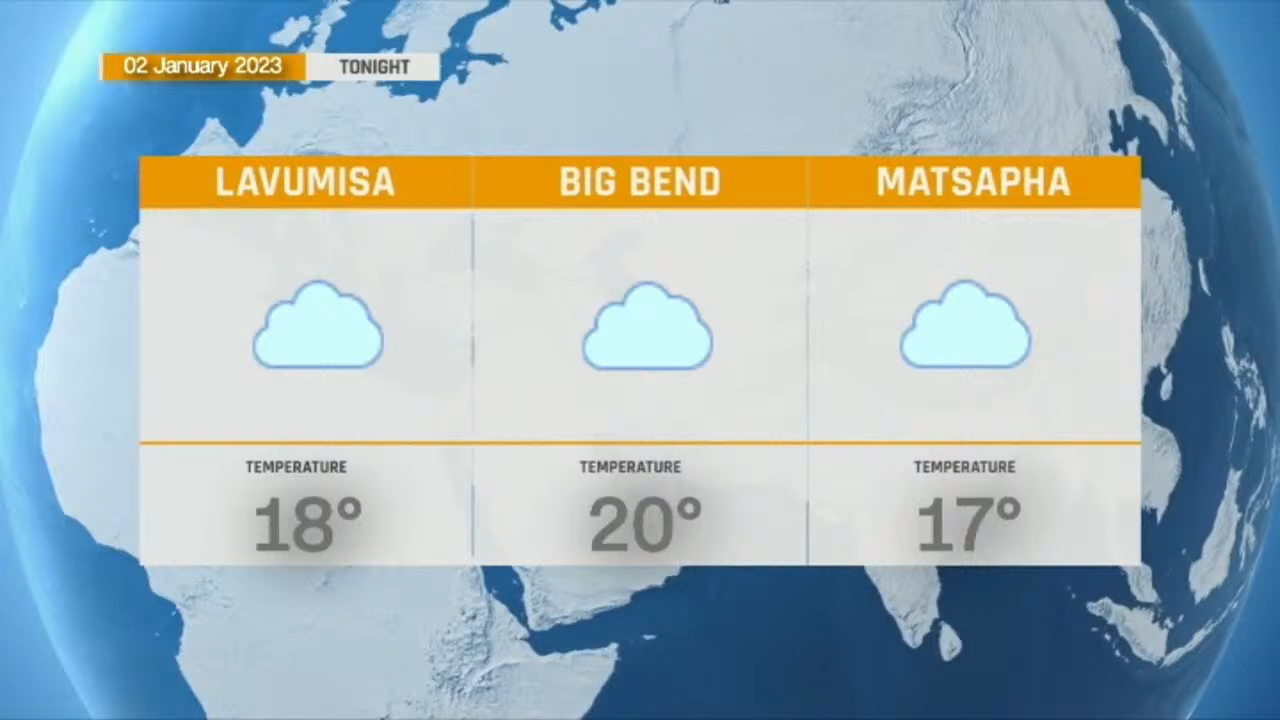 02 January 2023 TONIGHT
LAVUMISA BIG BEND MATSAPHA
TEMPERATURE TEMPERATURE TEMPERATURE
18° 20° 17°